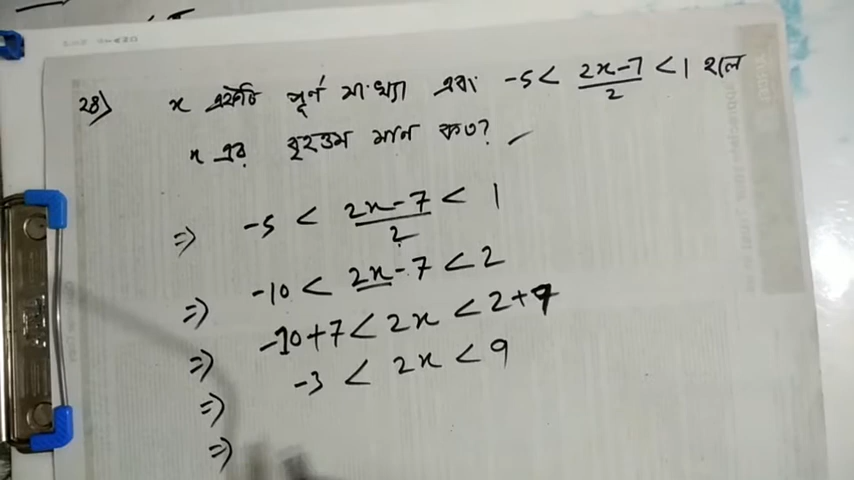 28) x একটি পূর্ণ সংখ্যা এবং -5 < (2x-7)/2 < 1 হলে
x এর বৃহত্তম মান কত?
⇒ -5 < (2x-7)/2 < 1
⇒ -10 < 2x-7 < 2
⇒ -10+7 < 2x < 2+7
⇒ -3 < 2x < 9
⇒